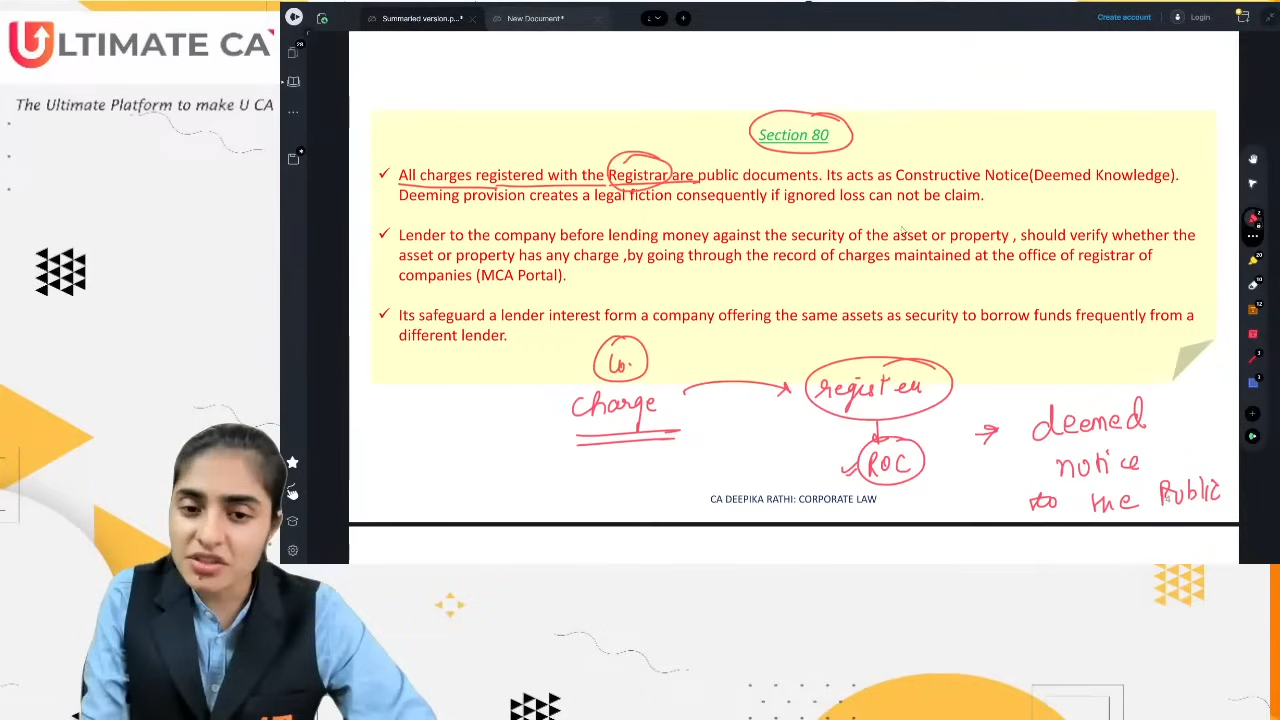 ULTIMATE CA
The Ultimate Platform to make U CA
Summaried version.p...*
New Document*
1
Create account
Login
Section 80
✓ All charges registered with the Registrar are public documents. Its acts as Constructive Notice(Deemed Knowledge).
Deeming provision creates a legal fiction consequently if ignored loss can not be claim.
✓ Lender to the company before lending money against the security of the asset or property , should verify whether the
asset or property has any charge ,by going through the record of charges maintained at the office of registrar of
companies (MCA Portal).
✓ Its safeguard a lender interest form a company offering the same assets as security to borrow funds frequently from a
different lender.
Co.
Charge
register
ROC
deemed
notice
to the Public
CA DEEPIKA RATHI: CORPORATE LAW